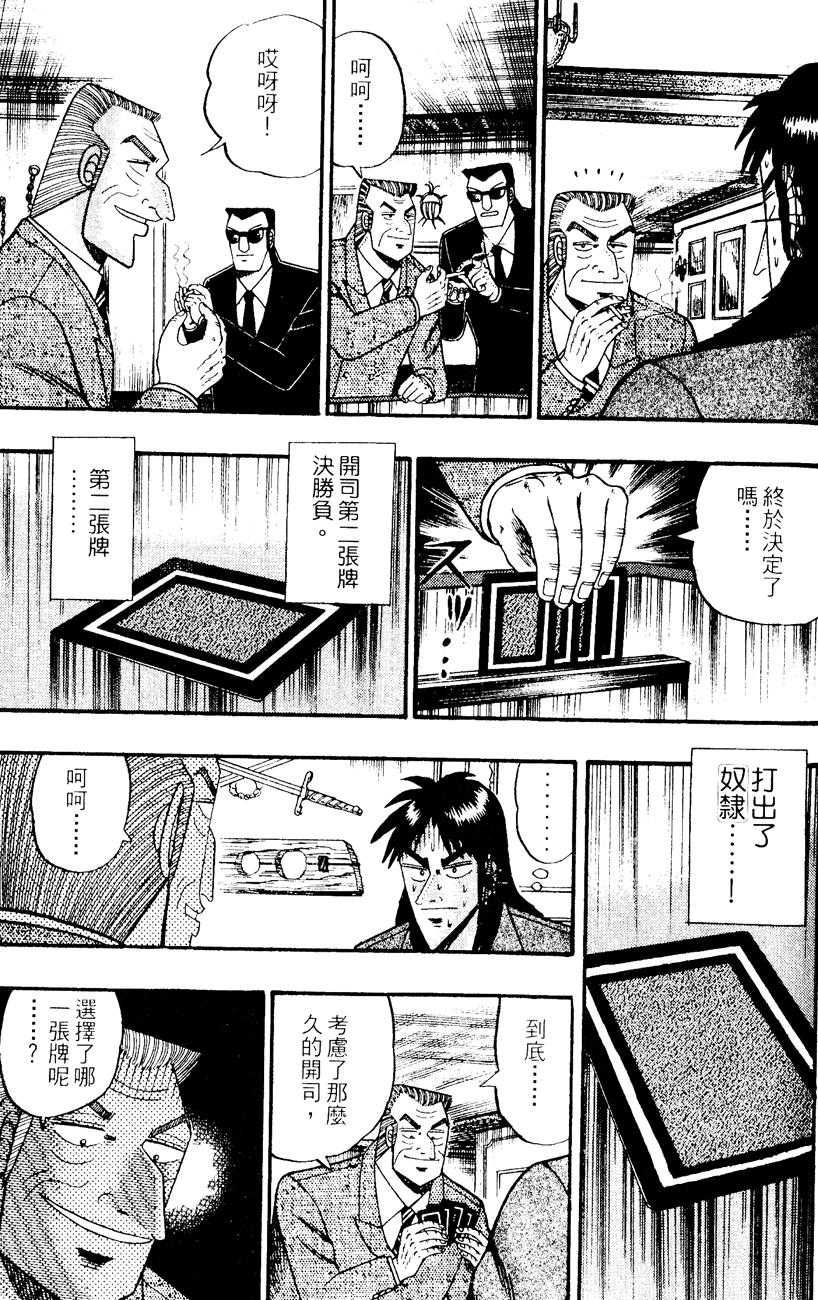 呵呵……
哎呀呀！
終於決定了
嗎……
ス
ッ
…
開司第二張牌
決勝負。
第二張牌
………
打出了
奴隸……！
……
呵呵……
到底……
考慮了那麼
久的開司，
選擇了哪
一張牌呢
……？